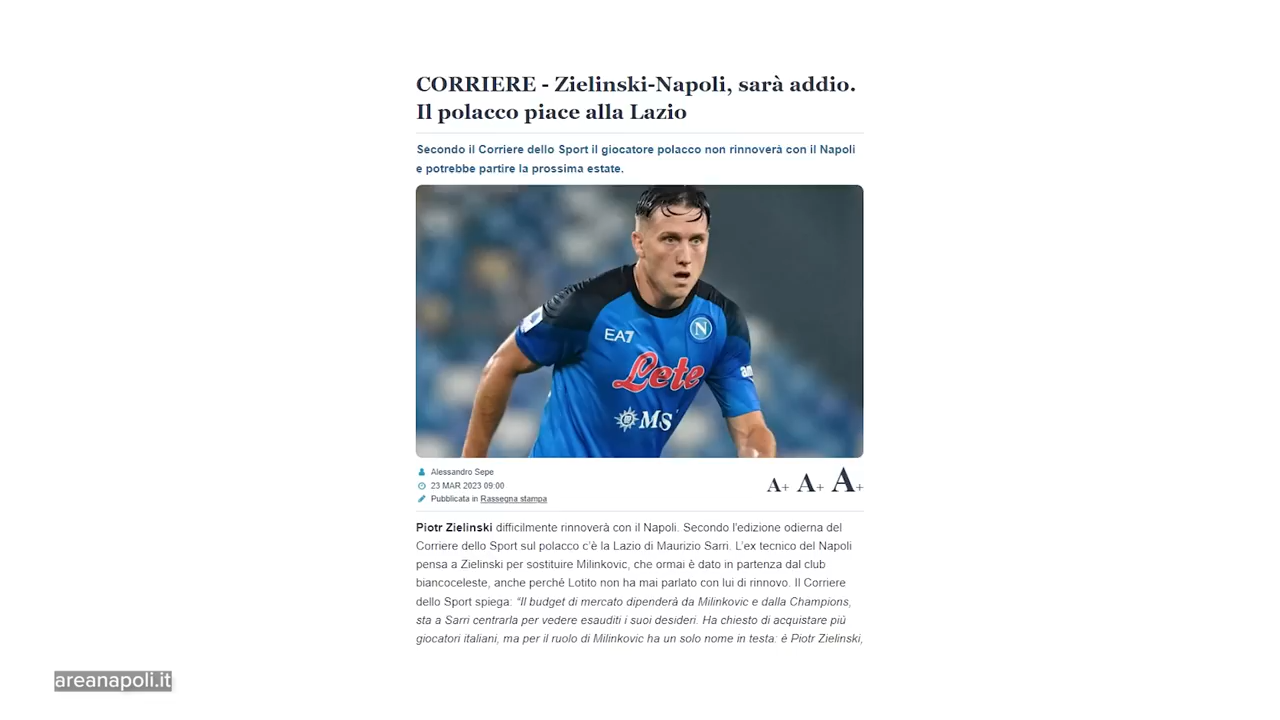 CORRIERE - Zielinski-Napoli, sarà addio.
Il polacco piace alla Lazio
Secondo il Corriere dello Sport il giocatore polacco non rinnoverà con il Napoli
e potrebbe partire la prossima estate.
EA7
N
Lete
MS
am
Alessandro Sepe
23 MAR 2023 09:00
Pubblicata in Rassegna stampa
A+ A+ A+
Piotr Zielinski difficilmente rinnoverà con il Napoli. Secondo l'edizione odierna del
Corriere dello Sport sul polacco c'è la Lazio di Maurizio Sarri. L'ex tecnico del Napoli
pensa a Zielinski per sostituire Milinkovic, che ormai è dato in partenza dal club
biancoceleste, anche perché Lotito non ha mai parlato con lui di rinnovo. Il Corriere
dello Sport spiega: “Il budget di mercato dipenderà da Milinkovic e dalla Champions,
sta a Sarri centrarla per vedere esauditi i suoi desideri. Ha chiesto di acquistare più
giocatori italiani, ma per il ruolo di Milinkovic ha un solo nome in testa: è Piotr Zielinski,
areanapoli.it